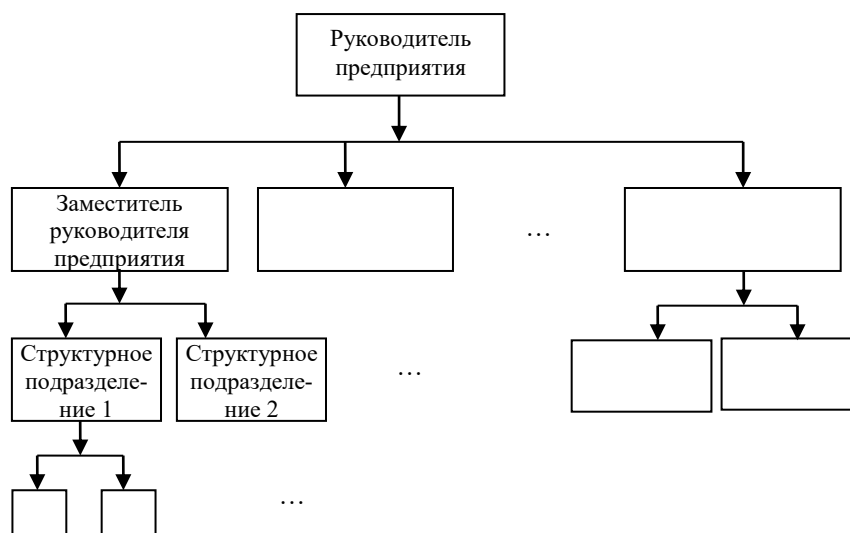 Руководитель
предприятия
Заместитель
руководителя
предприятия
…
Структурное
подразделе-
ние 1
Структурное
подразделе-
ние 2
…
…